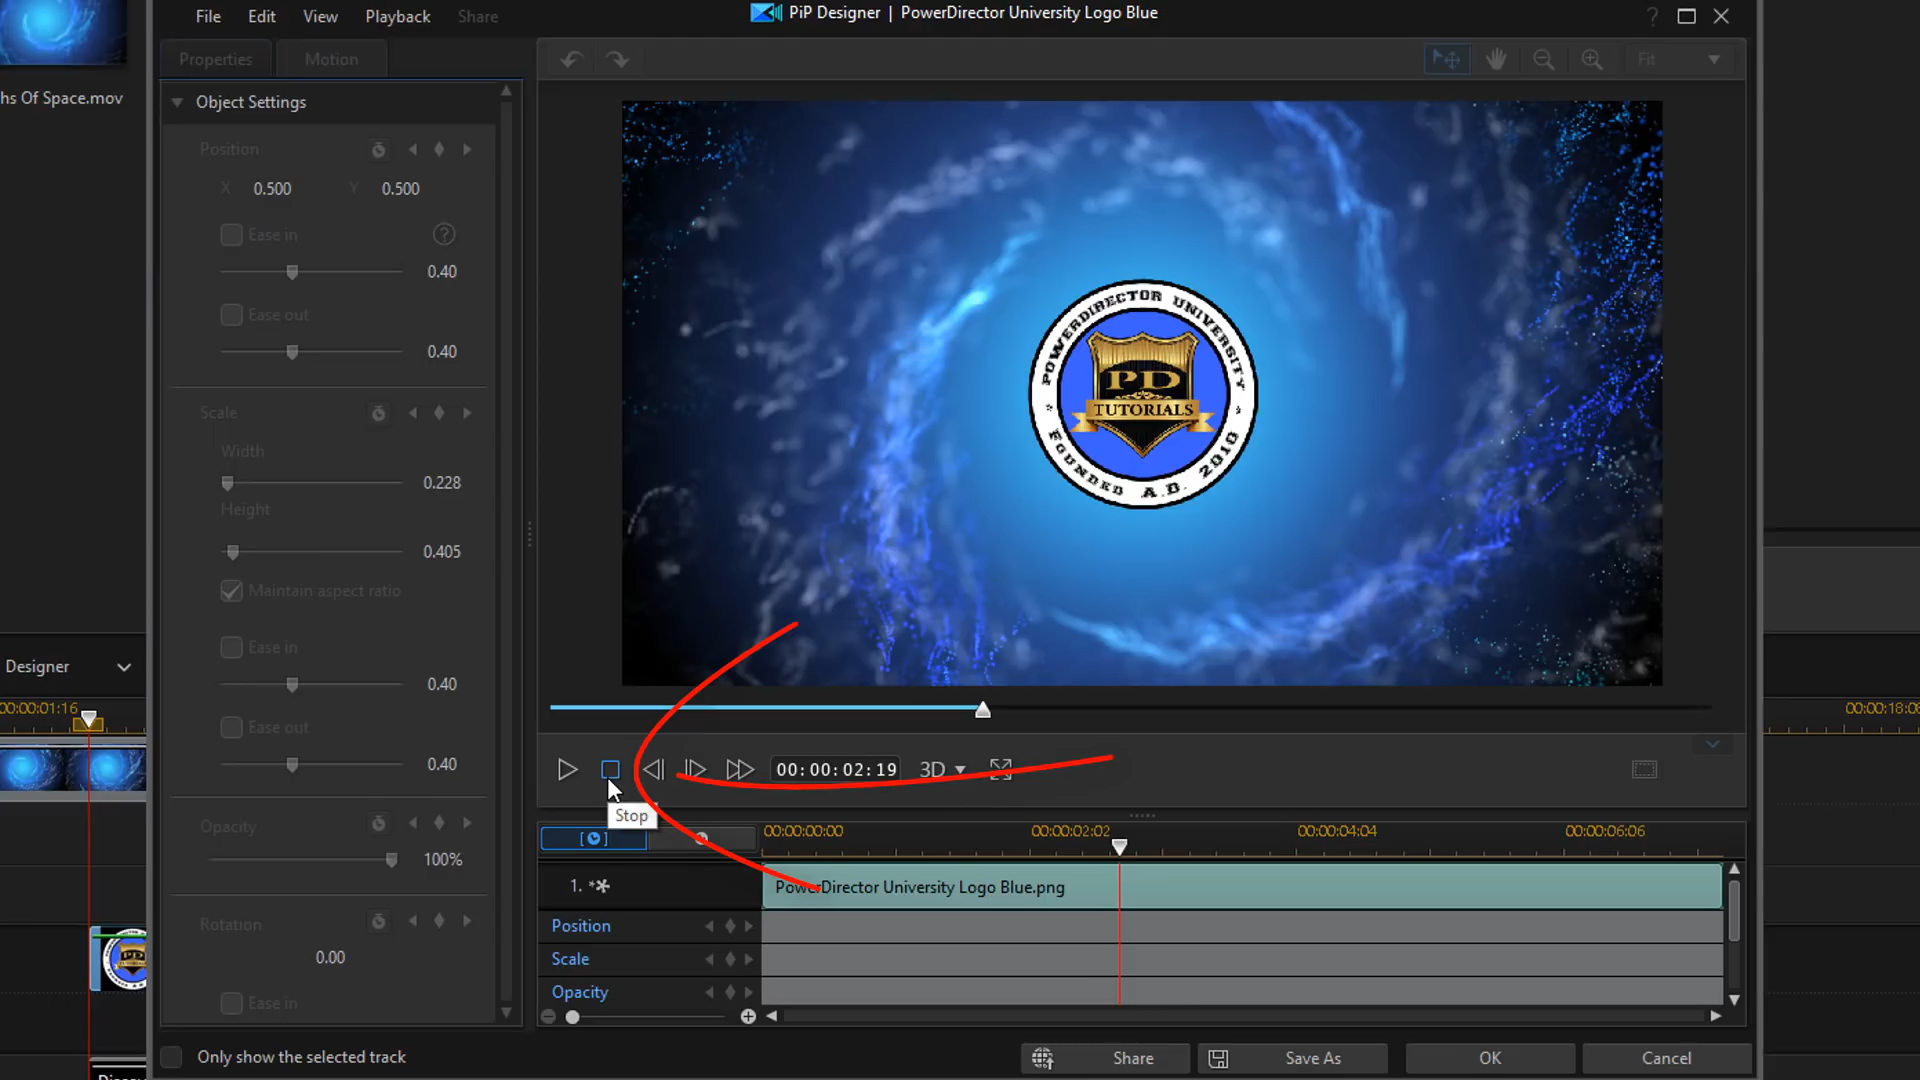 File Edit View Playback Share
PiP Designer | PowerDirector University Logo Blue
?
Properties Motion
Fit
hs Of Space.mov
Object Settings
Position
X 0.500 Y 0.500
Ease in ?
0.40
Ease out
0.40
Scale
Width
0.228
Height
0.405
Maintain aspect ratio
Ease in
0.40
Ease out
0.40
Opacity
100%
Rotation
0.00
Ease in
POWERDIRECTOR UNIVERSITY
PD
TUTORIALS
FOUNDED A.D. 2010
Designer
00:00:01:16
00:00:18:08
00:00:02:19 3D
Stop
00:00:00:00 00:00:02:02 00:00:04:04 00:00:06:06
1. PowerDirector University Logo Blue.png
Position
Scale
Opacity
Only show the selected track
Share Save As OK Cancel